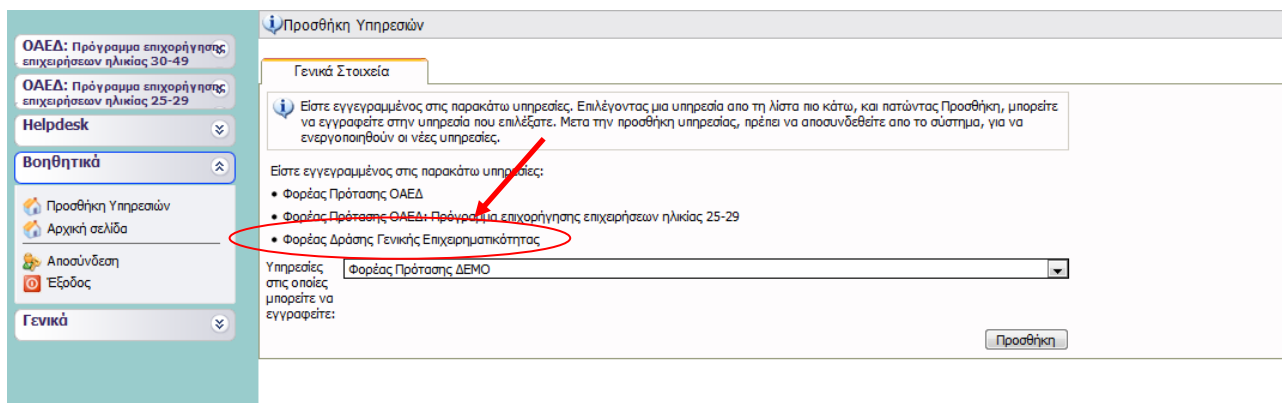 Προσθήκη Υπηρεσιών
ΟΑΕΔ: Πρόγραμμα επιχορήγησης
επιχειρήσεων ηλικίας 30-49
ΟΑΕΔ: Πρόγραμμα επιχορήγησης
επιχειρήσεων ηλικίας 25-29
Helpdesk
Βοηθητικά
Προσθήκη Υπηρεσιών
Αρχική σελίδα
Αποσύνδεση
Έξοδος
Γενικά
Γενικά Στοιχεία
Είστε εγγεγραμμένος στις παρακάτω υπηρεσίες. Επιλέγοντας μια υπηρεσία απο τη λίστα πιο κάτω, και πατώντας Προσθήκη, μπορείτε
να εγγραφείτε στην υπηρεσία που επιλέξατε. Μετα την προσθήκη υπηρεσίας, πρέπει να αποσυνδεθείτε απο το σύστημα, για να
ενεργοποιηθούν οι νέες υπηρεσίες.
Είστε εγγεγραμμένος στις παρακάτω υπηρεσίες:
• Φορέας Πρότασης ΟΑΕΔ
• Φορέας Πρότασης ΟΑΕΔ: Πρόγραμμα επιχορήγησης επιχειρήσεων ηλικίας 25-29
• Φορέας Δράσης Γενικής Επιχειρηματικότητας
Υπηρεσίες
στις οποίες
μπορείτε να
εγγραφείτε:
Φορέας Πρότασης ΔΕΜΟ
Προσθήκη